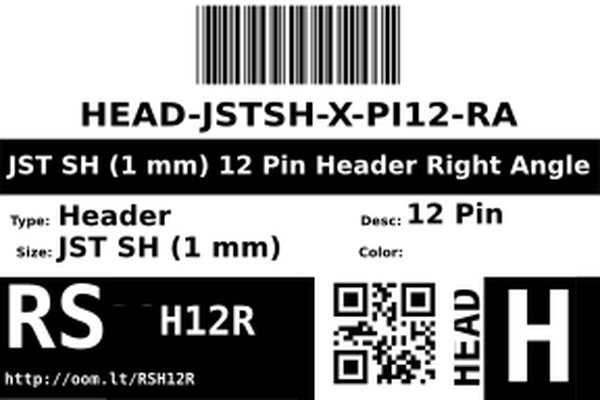 HEAD-JSTSH-X-PI12-RA
JST SH (1 mm) 12 Pin Header Right Angle
Type: Header
Desc: 12 Pin
Size: JST SH (1 mm)
Color:
RS H12R
http://oom.lt/RSH12R
HEAD
H